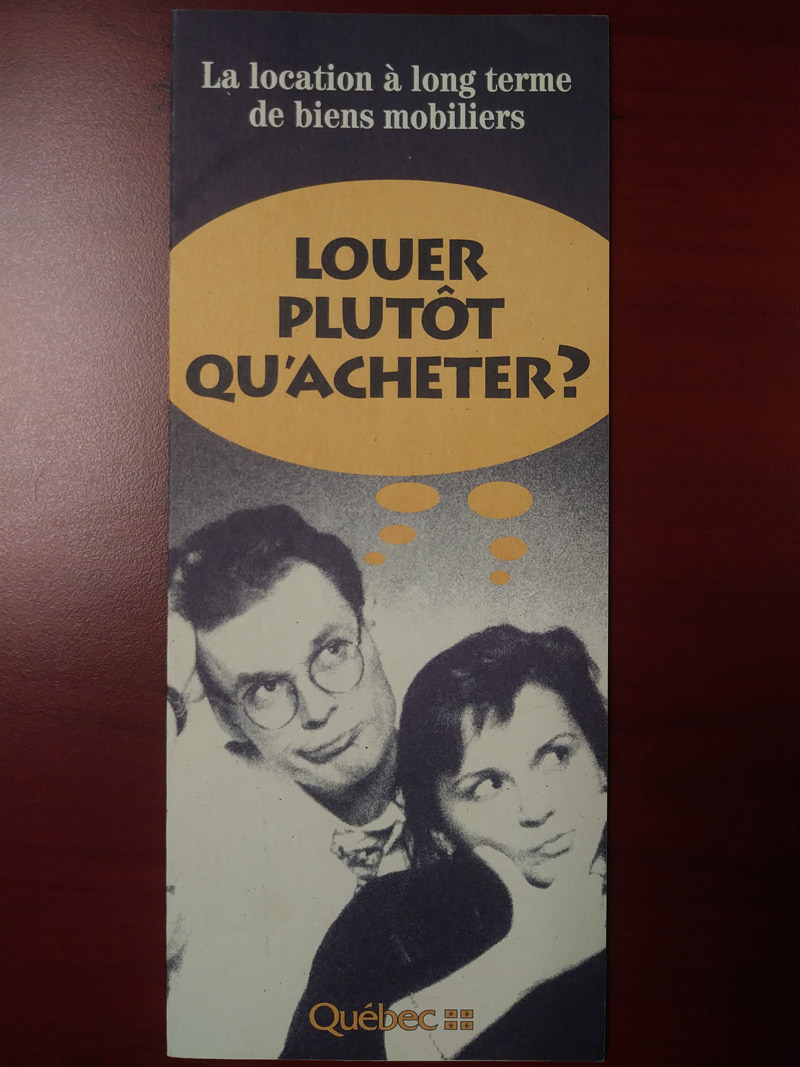 La location à long terme
de biens mobiliers
LOUER
PLUTÔT
QU'ACHETER?
Québec